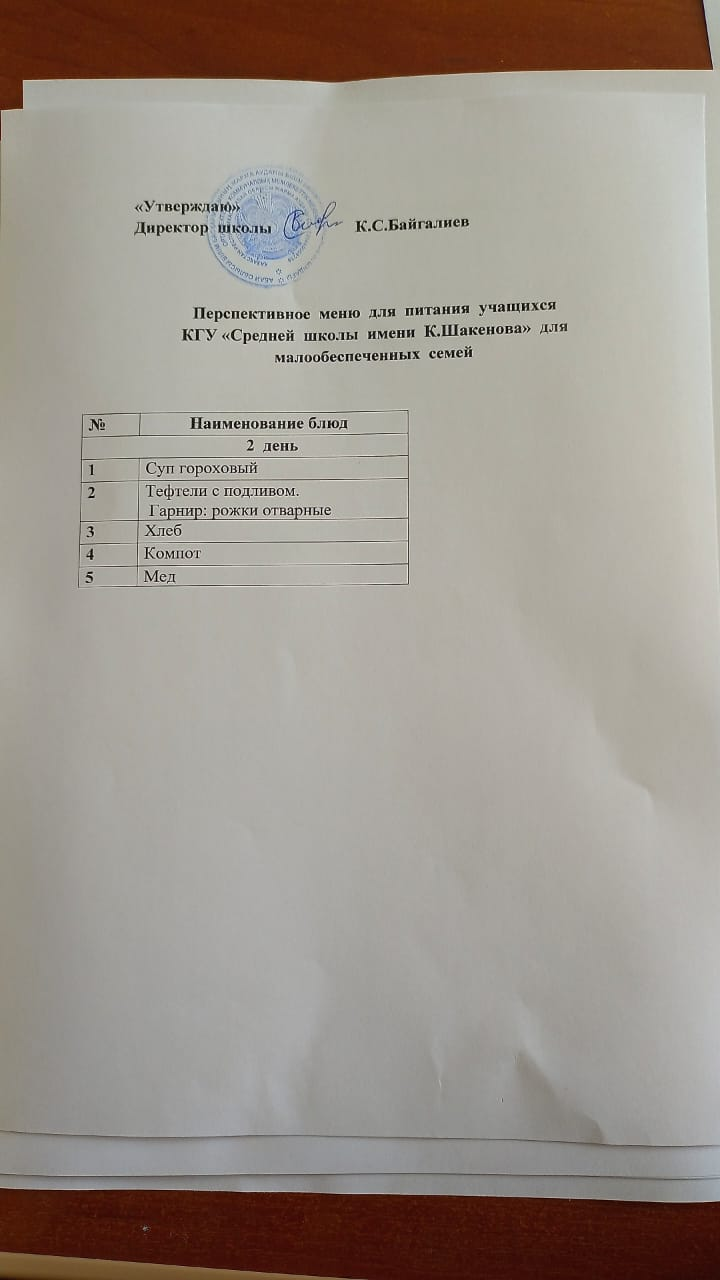 «Утверждаю»
Директор школы К.С.Байгалиев
Перспективное меню для питания учащихся
КГУ «Средней школы имени К.Шакенова» для
малообеспеченных семей
№ Наименование блюд
2 день
1 Суп гороховый
2 Тефтели с подливом.
Гарнир: рожки отварные
3 Хлеб
4 Компот
5 Мед